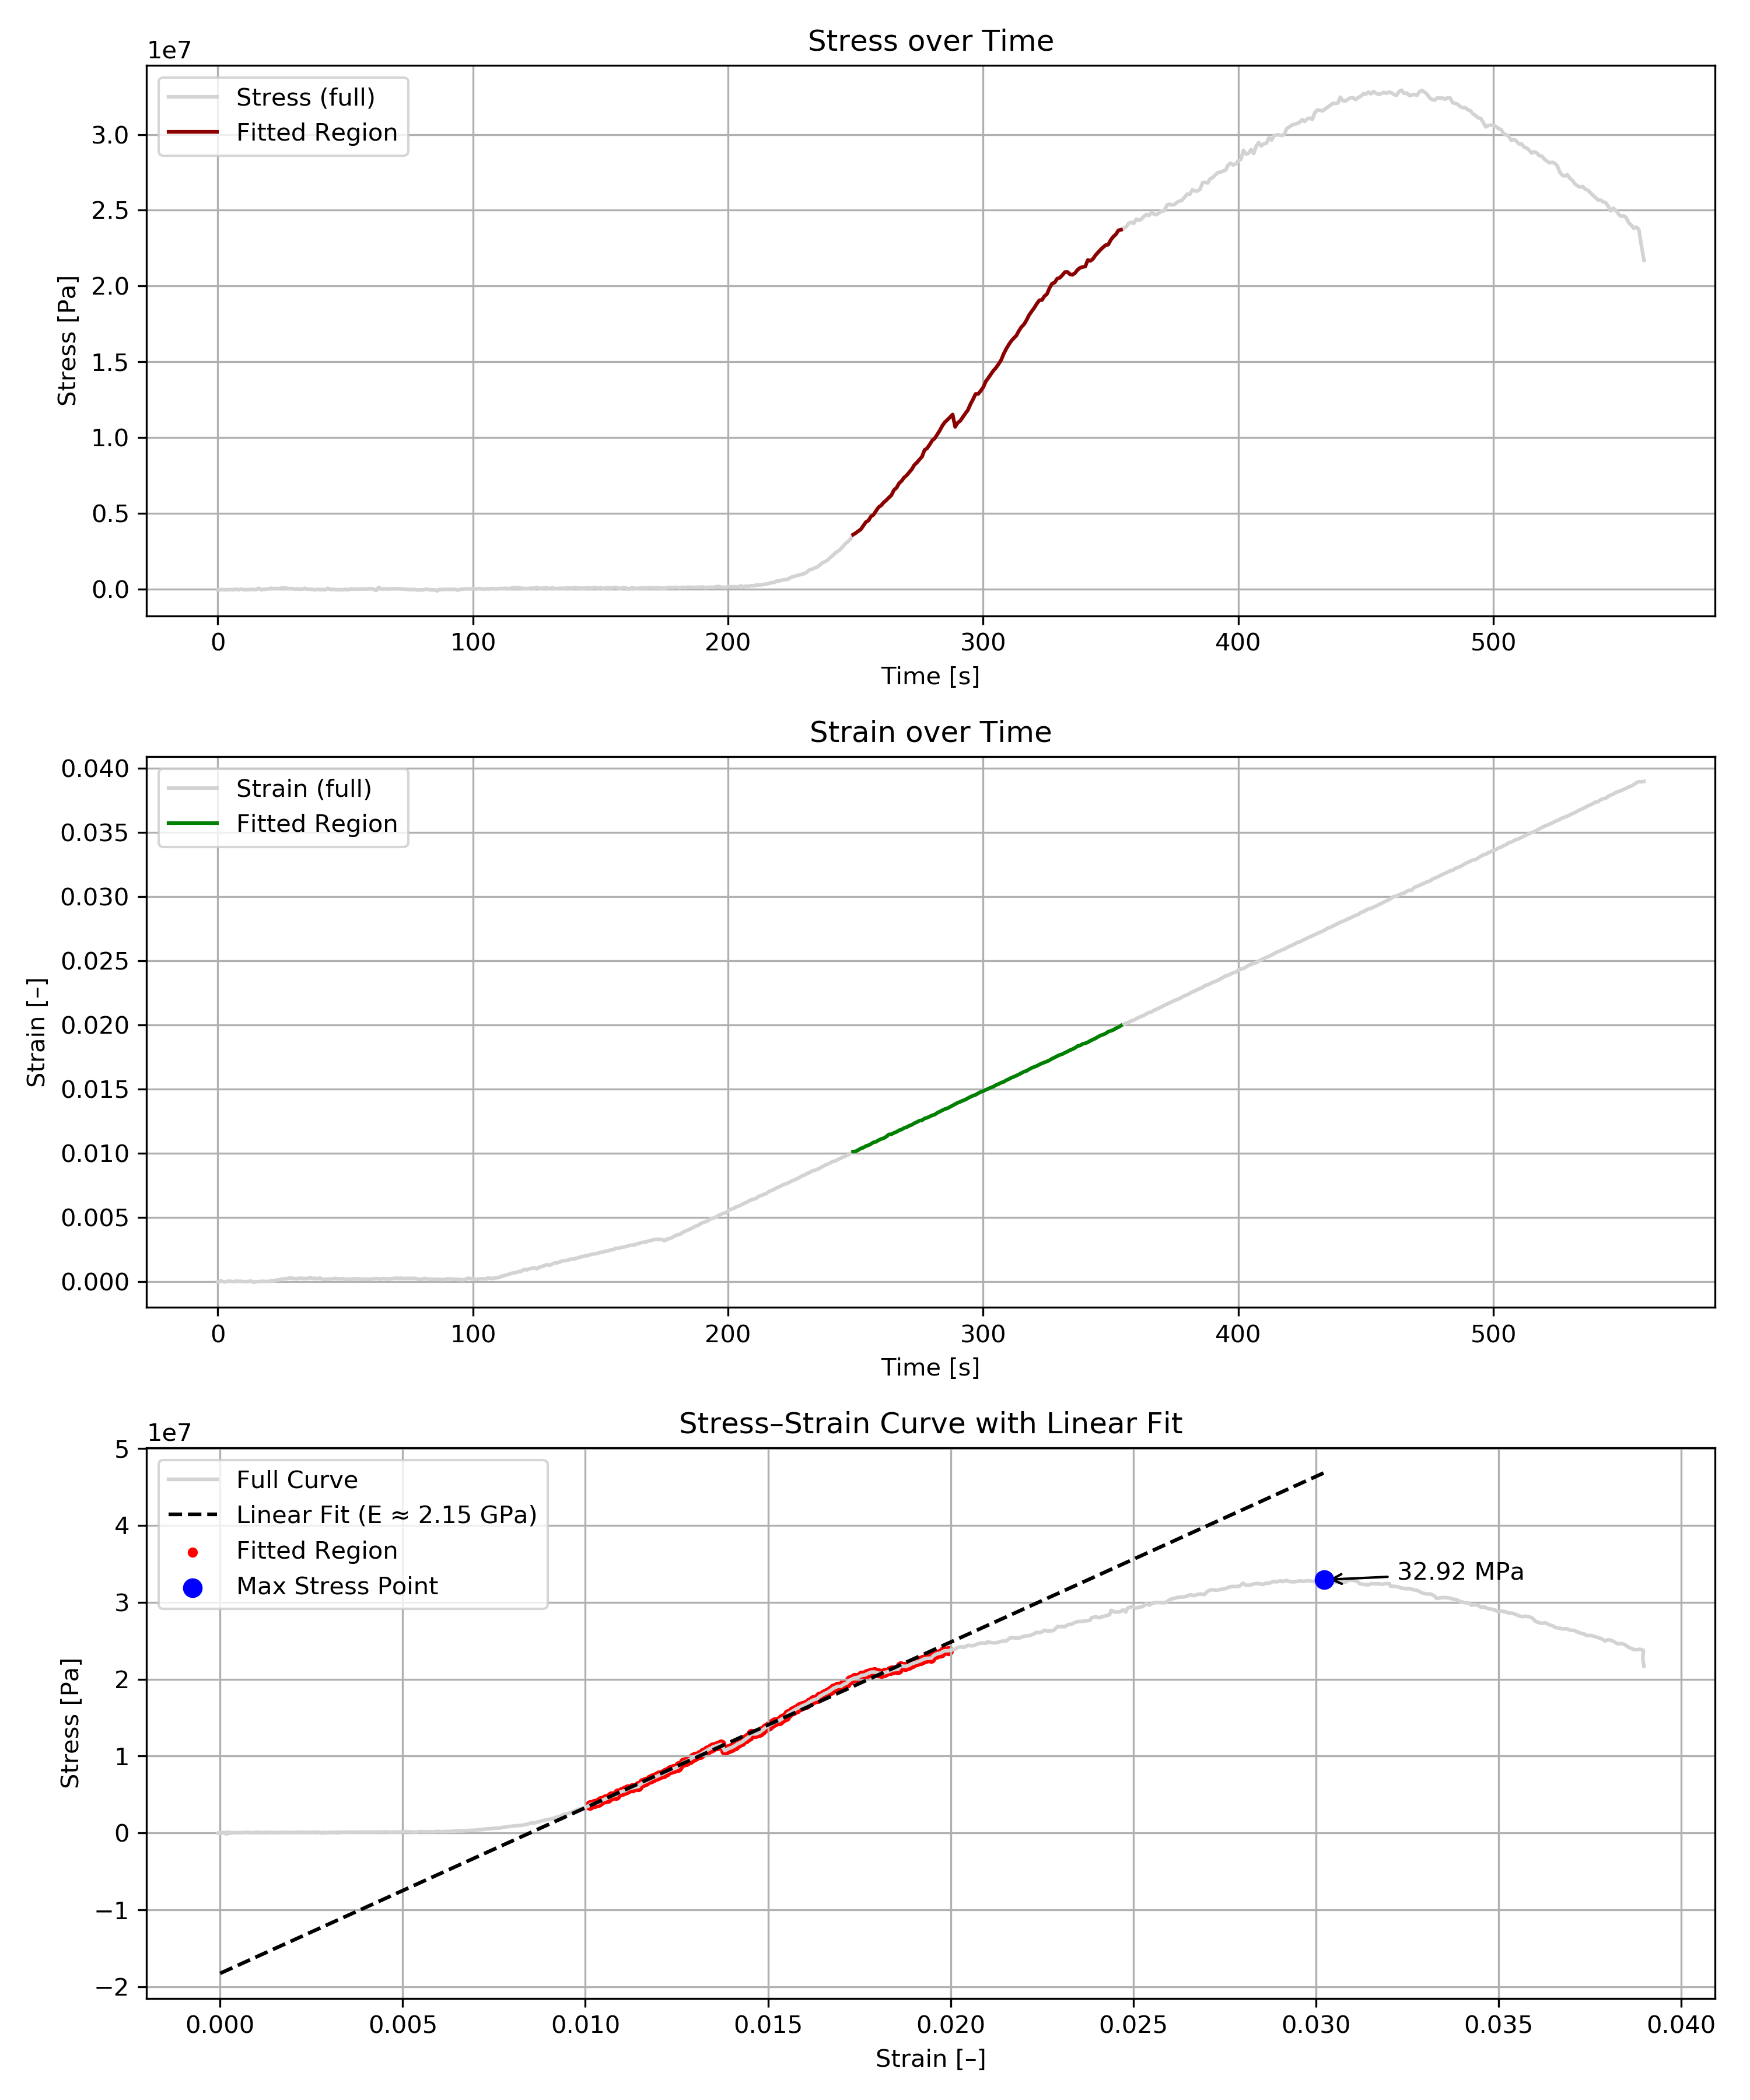 Stress over Time
1e7
Stress (full)
Fitted Region
3.0
2.5
2.0
1.5
1.0
0.5
0.0
Stress [Pa]
0 100 200 300 400 500
Time [s]
Strain over Time
Strain (full)
Fitted Region
0.040
0.035
0.030
0.025
0.020
0.015
0.010
0.005
0.000
Strain [–]
0 100 200 300 400 500
Time [s]
Stress–Strain Curve with Linear Fit
1e7
Full Curve
Linear Fit (E ≈ 2.15 GPa)
Fitted Region
Max Stress Point
32.92 MPa
5
4
3
2
1
0
−1
−2
Stress [Pa]
0.000 0.005 0.010 0.015 0.020 0.025 0.030 0.035 0.040
Strain [–]